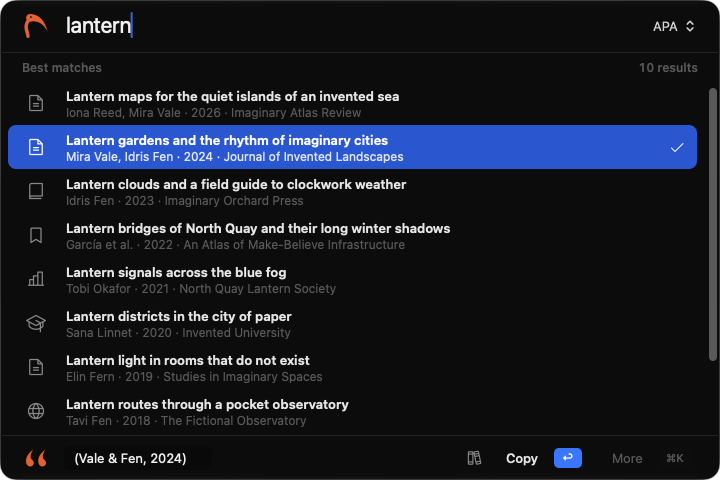 lantern
APA
Best matches
10 results
Lantern maps for the quiet islands of an invented sea
Iona Reed, Mira Vale · 2026 · Imaginary Atlas Review
Lantern gardens and the rhythm of imaginary cities
Mira Vale, Idris Fen · 2024 · Journal of Invented Landscapes
Lantern clouds and a field guide to clockwork weather
Idris Fen · 2023 · Imaginary Orchard Press
Lantern bridges of North Quay and their long winter shadows
García et al. · 2022 · An Atlas of Make-Believe Infrastructure
Lantern signals across the blue fog
Tobi Okafor · 2021 · North Quay Lantern Society
Lantern districts in the city of paper
Sana Linnet · 2020 · Invented University
Lantern light in rooms that do not exist
Elin Fern · 2019 · Studies in Imaginary Spaces
Lantern routes through a pocket observatory
Tavi Fen · 2018 · The Fictional Observatory
(Vale & Fen, 2024)
Copy
More
⌘K